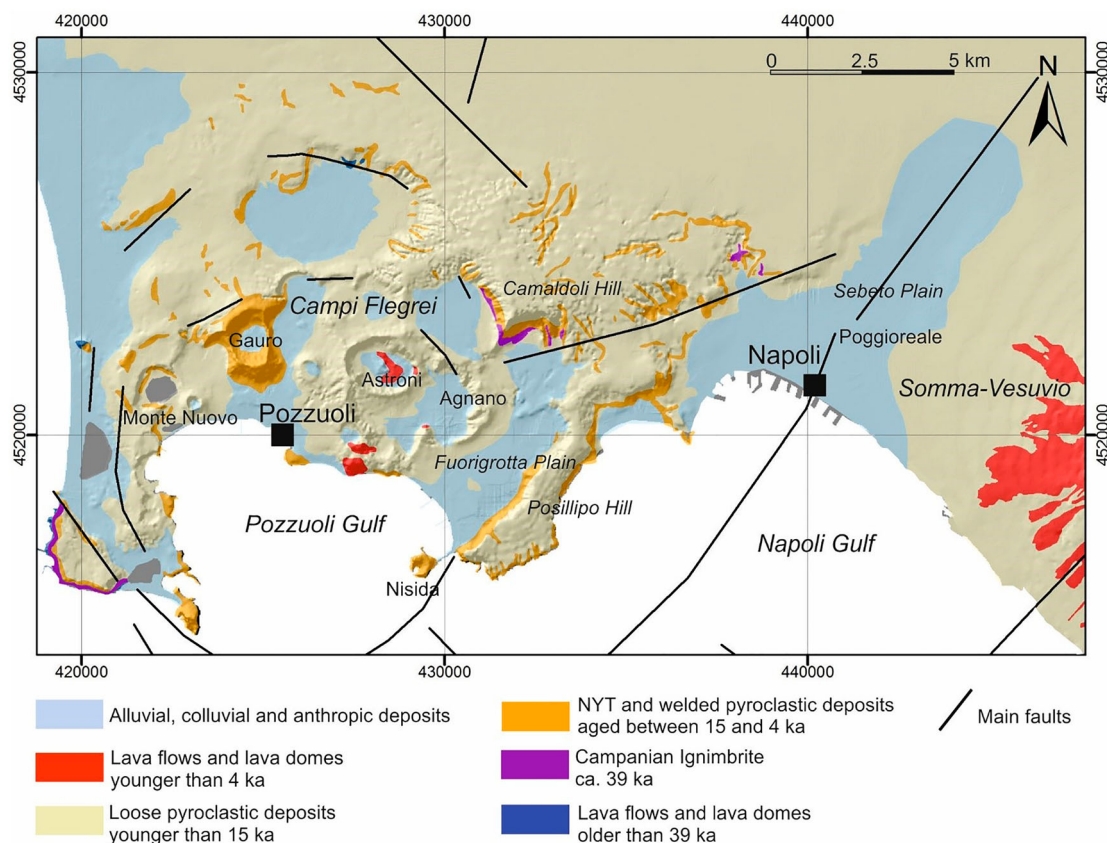 420000
430000
440000
4530000
4530000
0 2.5 5 km
N
Camaldoli Hill
Sebeto Plain
Campi Flegrei
Gauro
Poggioreale
Napoli
Astroni
Somma-Vesuvio
Agnano
Monte Nuovo
Pozzuoli
4520000
4520000
Fuorigrotta Plain
Posillipo Hill
Pozzuoli Gulf
Napoli Gulf
Nisida
420000
430000
440000
Alluvial, colluvial and anthropic deposits
Lava flows and lava domes
younger than 4 ka
Loose pyroclastic deposits
younger than 15 ka
NYT and welded pyroclastic deposits
aged between 15 and 4 ka
Campanian Ignimbrite
ca. 39 ka
Lava flows and lava domes
older than 39 ka
Main faults